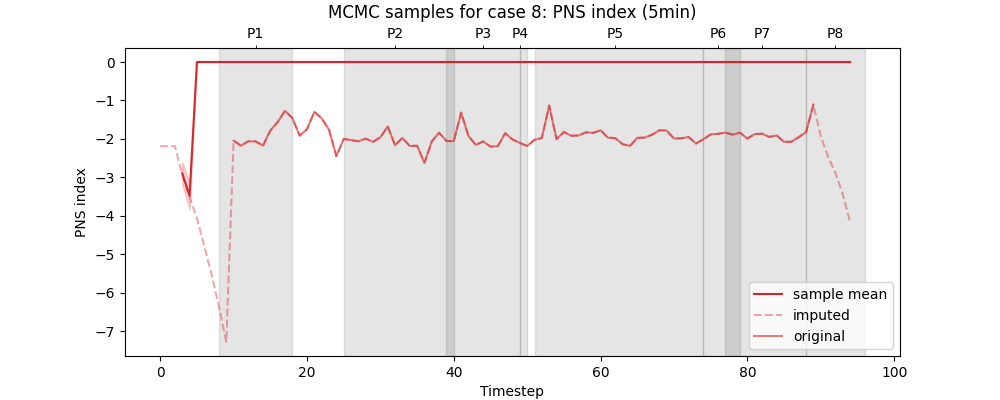 MCMC samples for case 8: PNS index (5min)
P1 P2 P3 P4 P5 P6 P7 P8
PNS index
0
−1
−2
−3
−4
−5
−6
−7
sample mean
imputed
original
0 20 40 60 80 100
Timestep